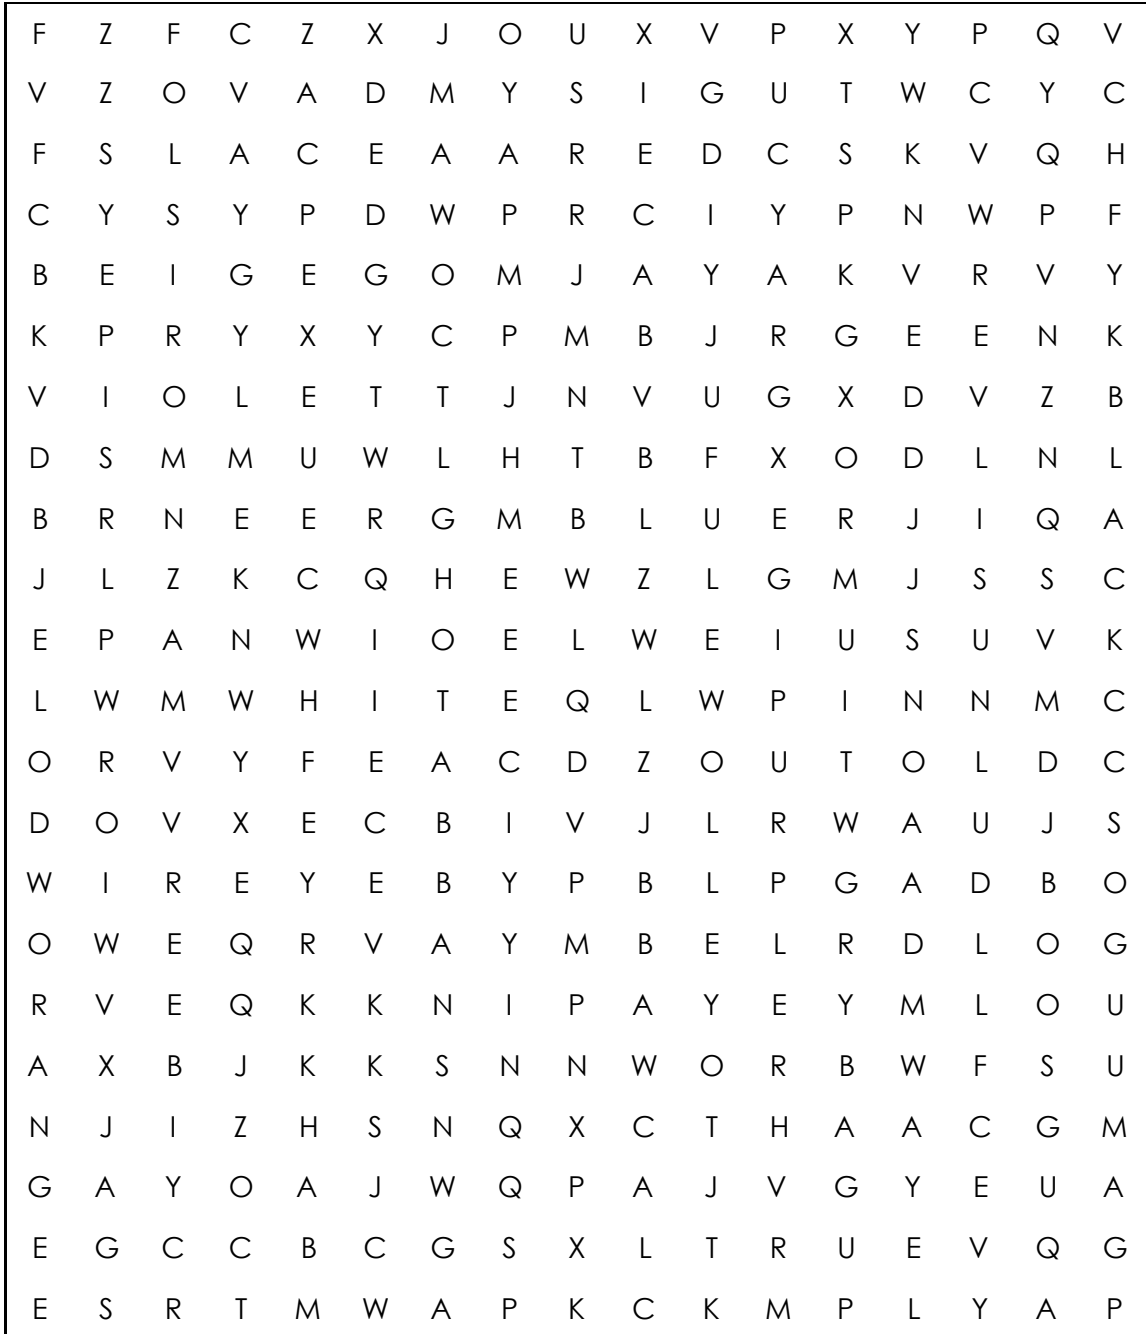 F Z F C Z X J O U X V P X Y P Q V
V Z O V A D M Y S I G U T W C Y C
F S L A C E A A R E D C S K V Q H
C Y S Y P D W P R C I Y P N W P F
B E I G E G O M J A Y A K V R V Y
K P R Y X Y C P M B J R G E E N K
V I O L E T T J N V U G X D V Z B
D S M M U W L H T B F X O D L N L
B R N E E R G M B L U E R J I Q A
J L Z K C Q H E W Z L G M J S S C
E P A N W I O E L W E I U S U V K
L W M W H I T E Q L W P I N N M C
O R V Y F E A C D Z O U T O L D C
D O V X E C B I V J L R W A U J S
W I R E Y E B Y P B L P G A D B O
O W E Q R V A Y M B E L R D L O G
R V E Q K K N I P A Y E Y M L O U
A X B J K K S N N W O R B W F S U
N J I Z H S N Q X C T H A A C G M
G A Y O A J W Q P A J V G Y E U A
E G C C B C G S X L T R U E V Q G
E S R T M W A P K C K M P L Y A P